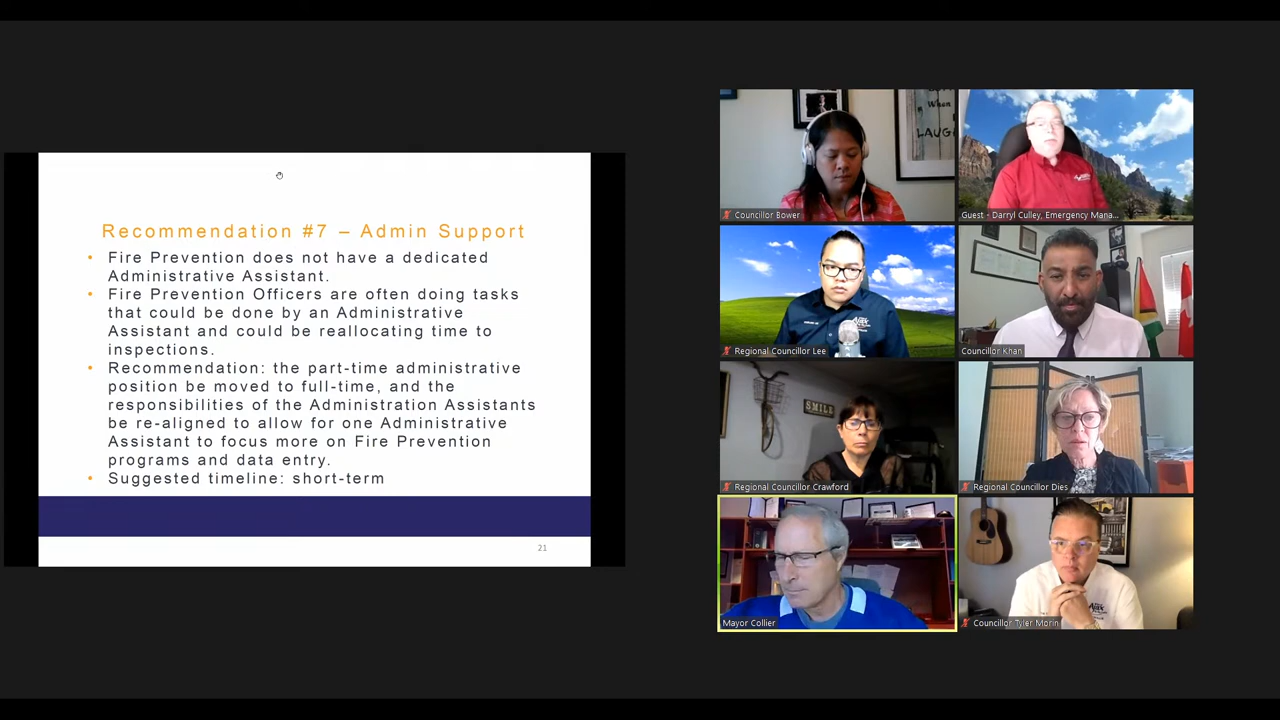 Recommendation #7 – Admin Support
• Fire Prevention does not have a dedicated
Administrative Assistant.
• Fire Prevention Officers are often doing tasks
that could be done by an Administrative
Assistant and could be reallocating time to
inspections.
• Recommendation: the part-time administrative
position be moved to full-time, and the
responsibilities of the Administration Assistants
be re-aligned to allow for one Administrative
Assistant to focus more on Fire Prevention
programs and data entry.
• Suggested timeline: short-term
21
When
LAUGH
Councillor Bower
Guest - Darryl Culley, Emergency Mana...
Ajax
Regional Councillor Lee
Councillor Khan
SMILE
Regional Councillor Crawford
Regional Councillor Dies
Mayor Collier
Ajax
Councillor Tyler Morin